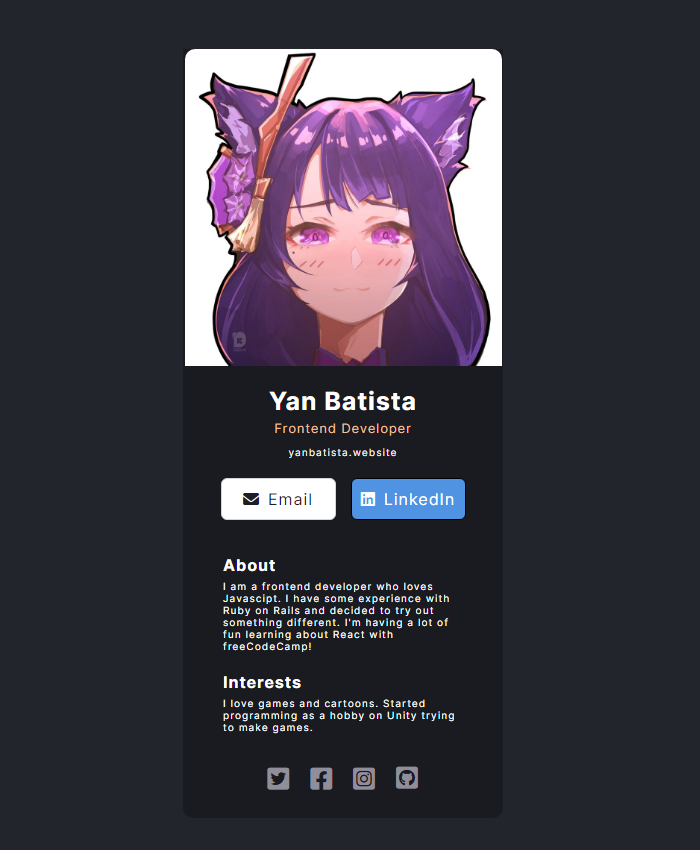 Yan Batista
Frontend Developer
yanbatista.website
Email
LinkedIn
About
I am a frontend developer who loves
Javascipt. I have some experience with
Ruby on Rails and decided to try out
something different. I'm having a lot of
fun learning about React with
freeCodeCamp!
Interests
I love games and cartoons. Started
programming as a hobby on Unity trying
to make games.